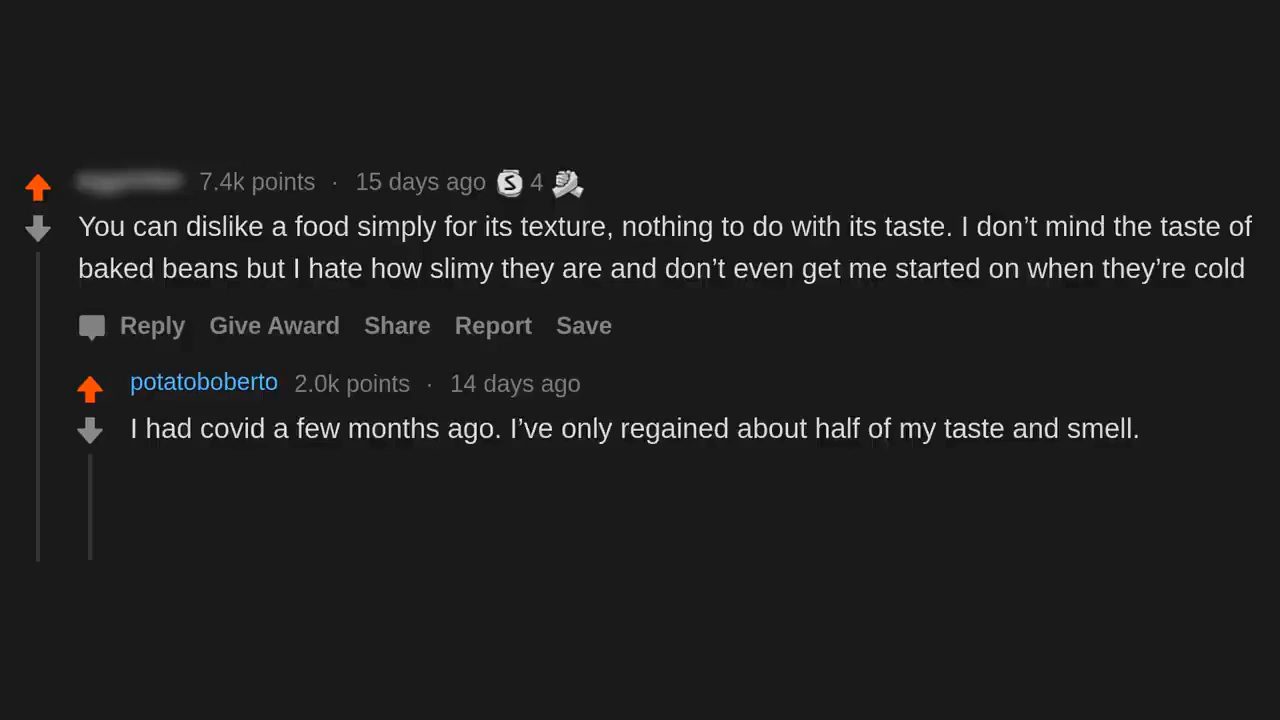 7.4k points · 15 days ago S 4
You can dislike a food simply for its texture, nothing to do with its taste. I don’t mind the taste of
baked beans but I hate how slimy they are and don’t even get me started on when they’re cold
Reply Give Award Share Report Save
potatoboberto 2.0k points · 14 days ago
I had covid a few months ago. I’ve only regained about half of my taste and smell.